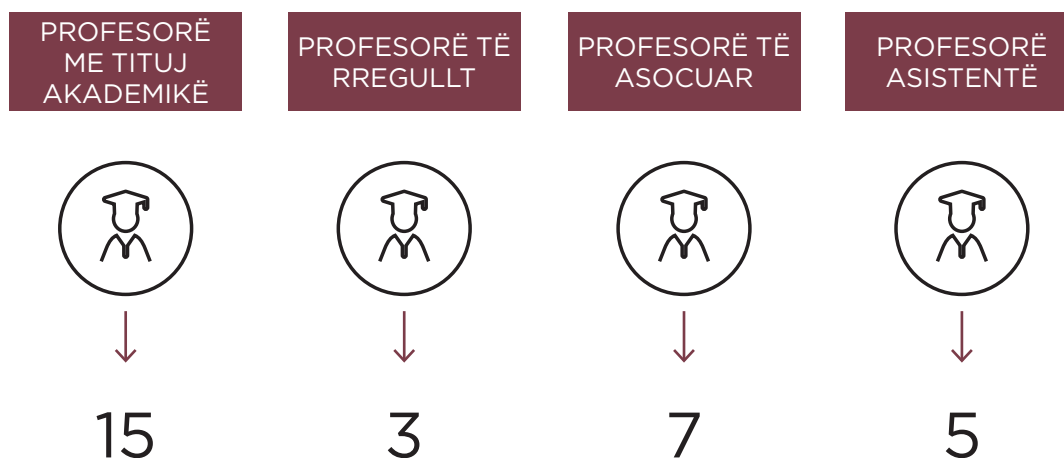 PROFESORË
ME TITUJ
AKADEMIKË
PROFESORË TË
RREGULLT
PROFESORË TË
ASOCUAR
PROFESORË
ASISTENTË
15
3
7
5